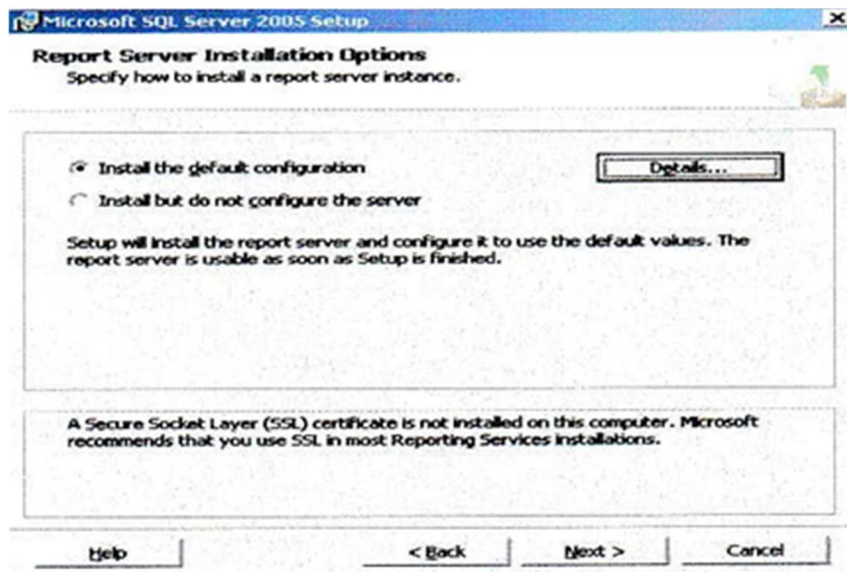 Microsoft SQL Server 2005 Setup
Report Server Installation Options
Specify how to install a report server instance.
Install the default configuration
Details...
Install but do not configure the server
Setup will install the report server and configure it to use the default values. The
report server is usable as soon as Setup is finished.
A Secure Socket Layer (SSL) certificate is not installed on this computer. Microsoft
recommends that you use SSL in most Reporting Services installations.
Help
< Back
Next >
Cancel